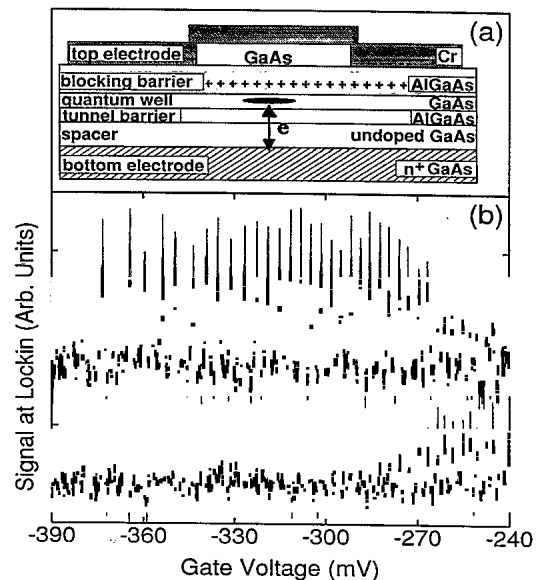 (a)
top electrode GaAs Cr
blocking barrier + + + + + + + + + + + + + + AlGaAs
quantum well GaAs
tunnel barrier e AlGaAs
spacer undoped GaAs
bottom electrode n+ GaAs
(b)
Signal at Lockin (Arb. Units)
-390 -360 -330 -300 -270 -240
Gate Voltage (mV)